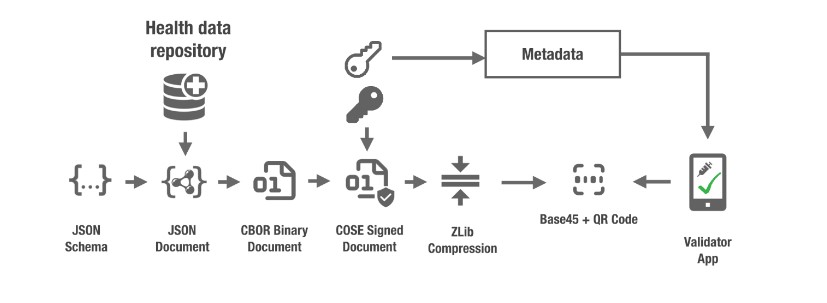 Health data
repository
Metadata
{...}
01
01
JSON
Schema
JSON
Document
CBOR Binary
Document
COSE Signed
Document
ZLib
Compression
Base45 + QR Code
Validator
App